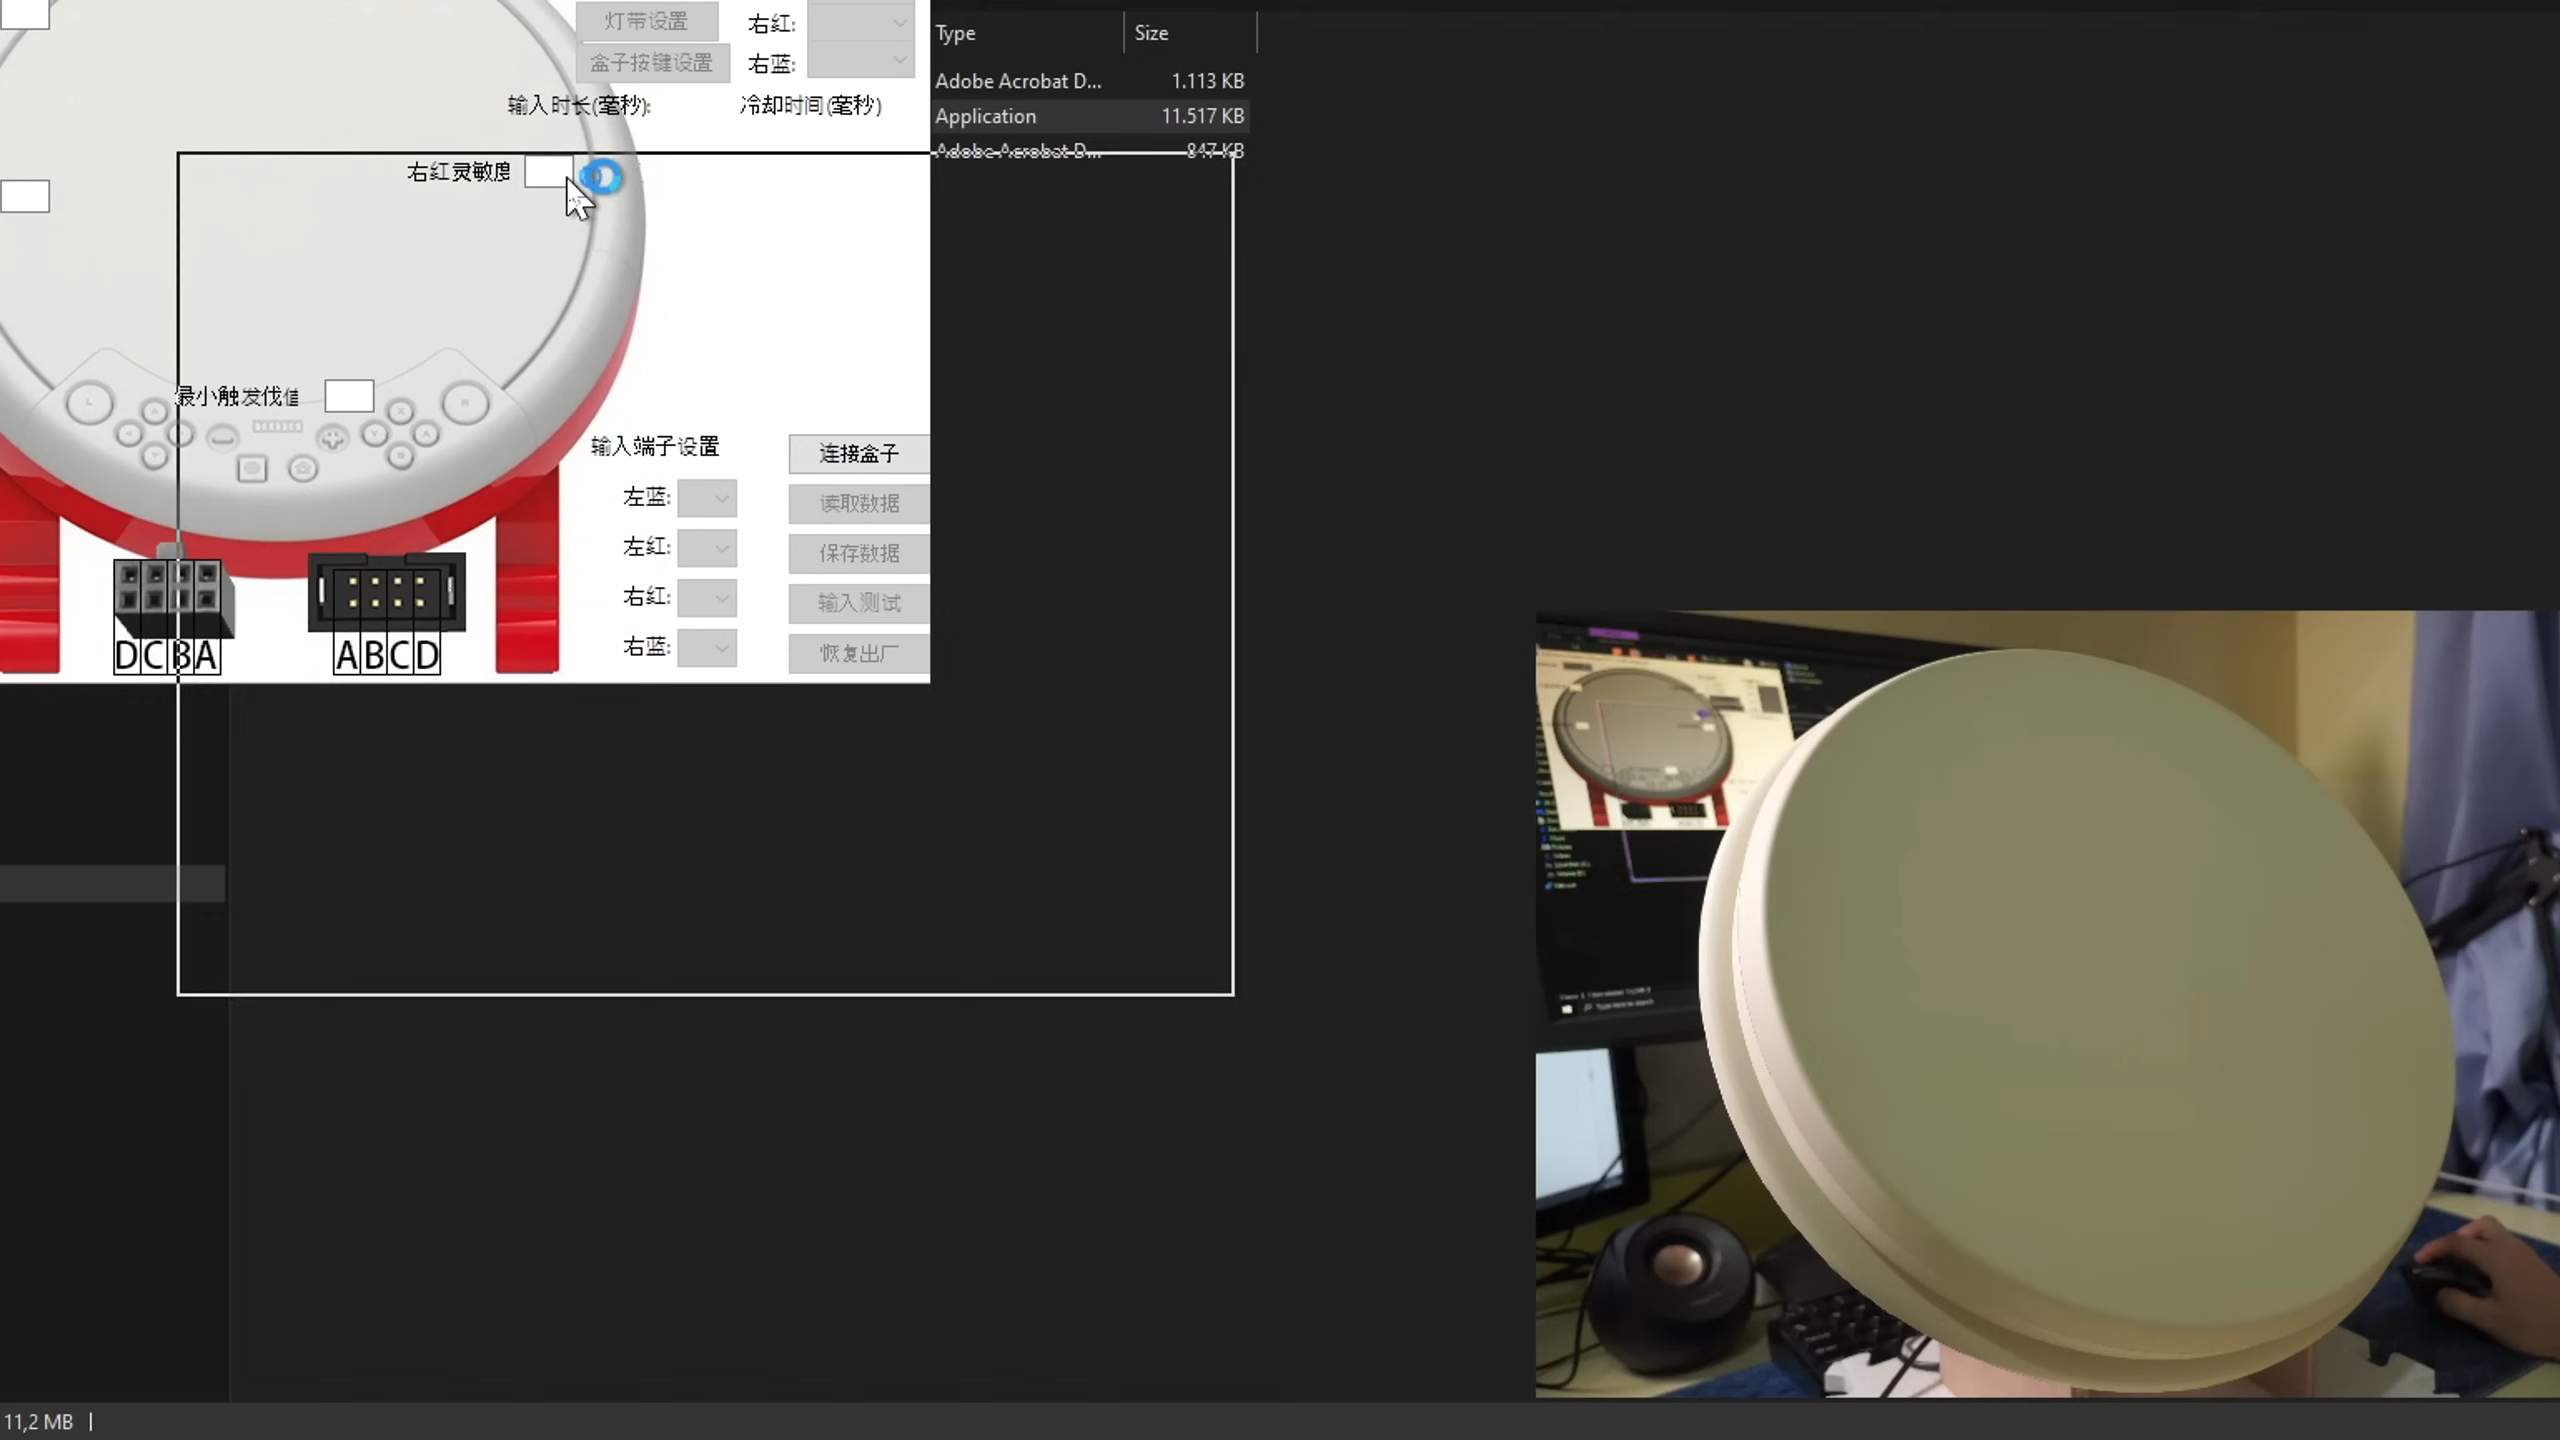 灯带设置 右红:
盒子按键设置 右蓝:
输入时长(毫秒): 冷却时间(毫秒)
右红灵敏度
最小触发伐值
输入端子设置
左蓝:
左红:
右红:
右蓝:
连接盒子
读取数据
保存数据
输入测试
恢复出厂
DCBA
ABCD
Type Size
Adobe Acrobat D... 1.113 KB
Application 11.517 KB
Adobe Acrobat D... 847 KB
11,2 MB